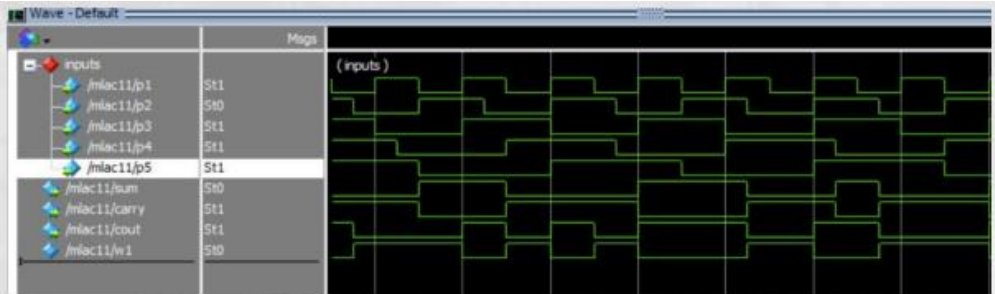 Wave - Default
Msgs
inputs
(inputs)
/mlac11/p1 St1
/mlac11/p2 St0
/mlac11/p3 St1
/mlac11/p4 St1
/mlac11/p5 St1
/mlac11/sum St0
/mlac11/carry St1
/mlac11/cout St1
/mlac11/w1 St0